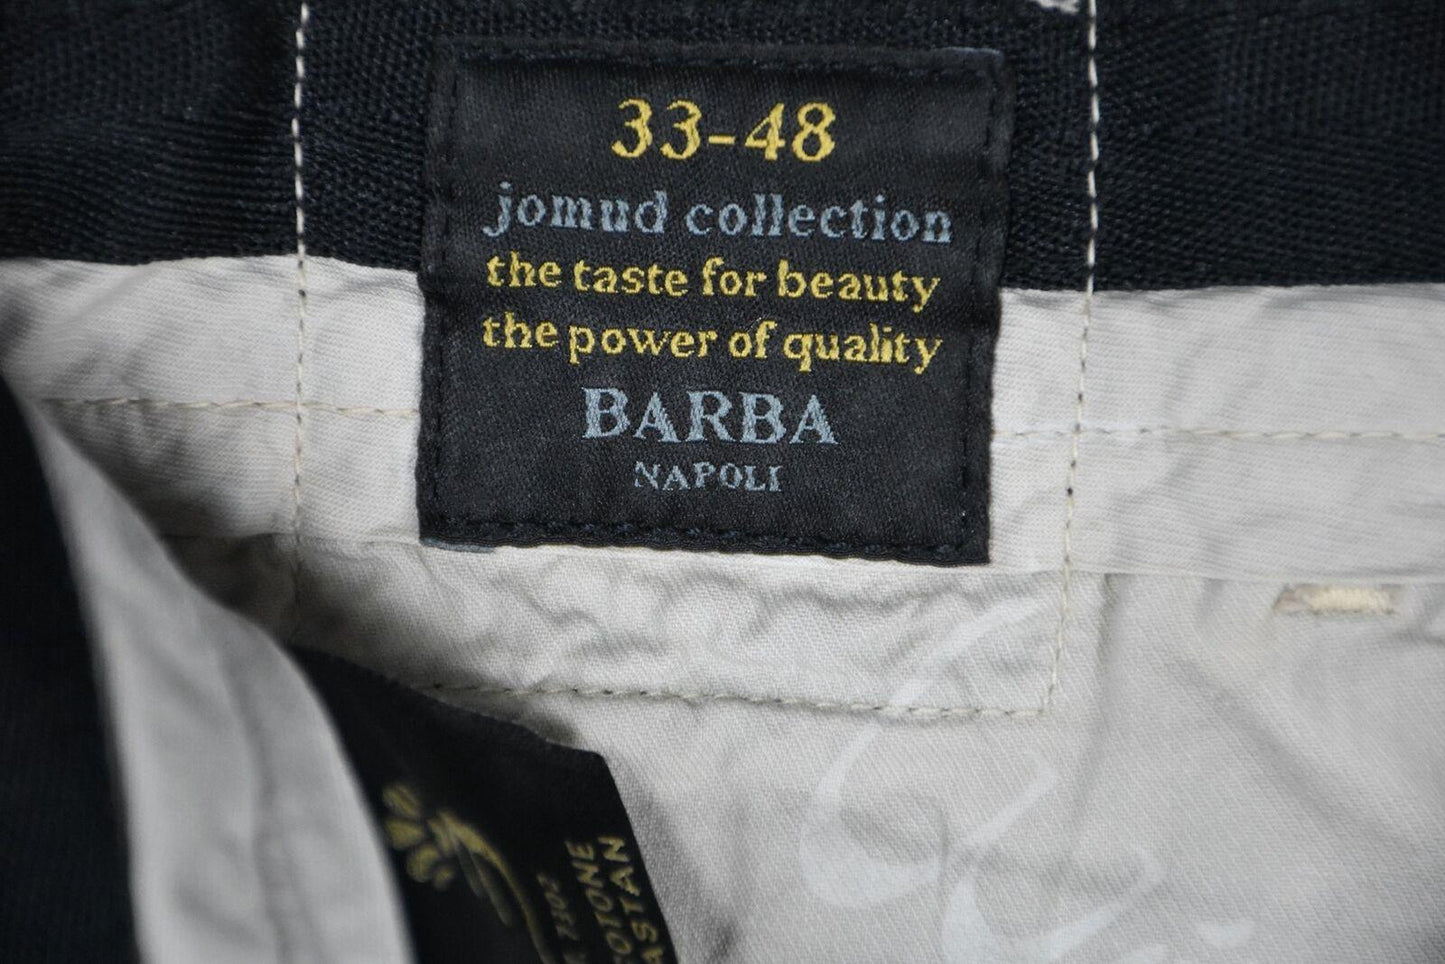 33-48
jomud collection
the taste for beauty
the power of quality
BARBA
NAPOLI